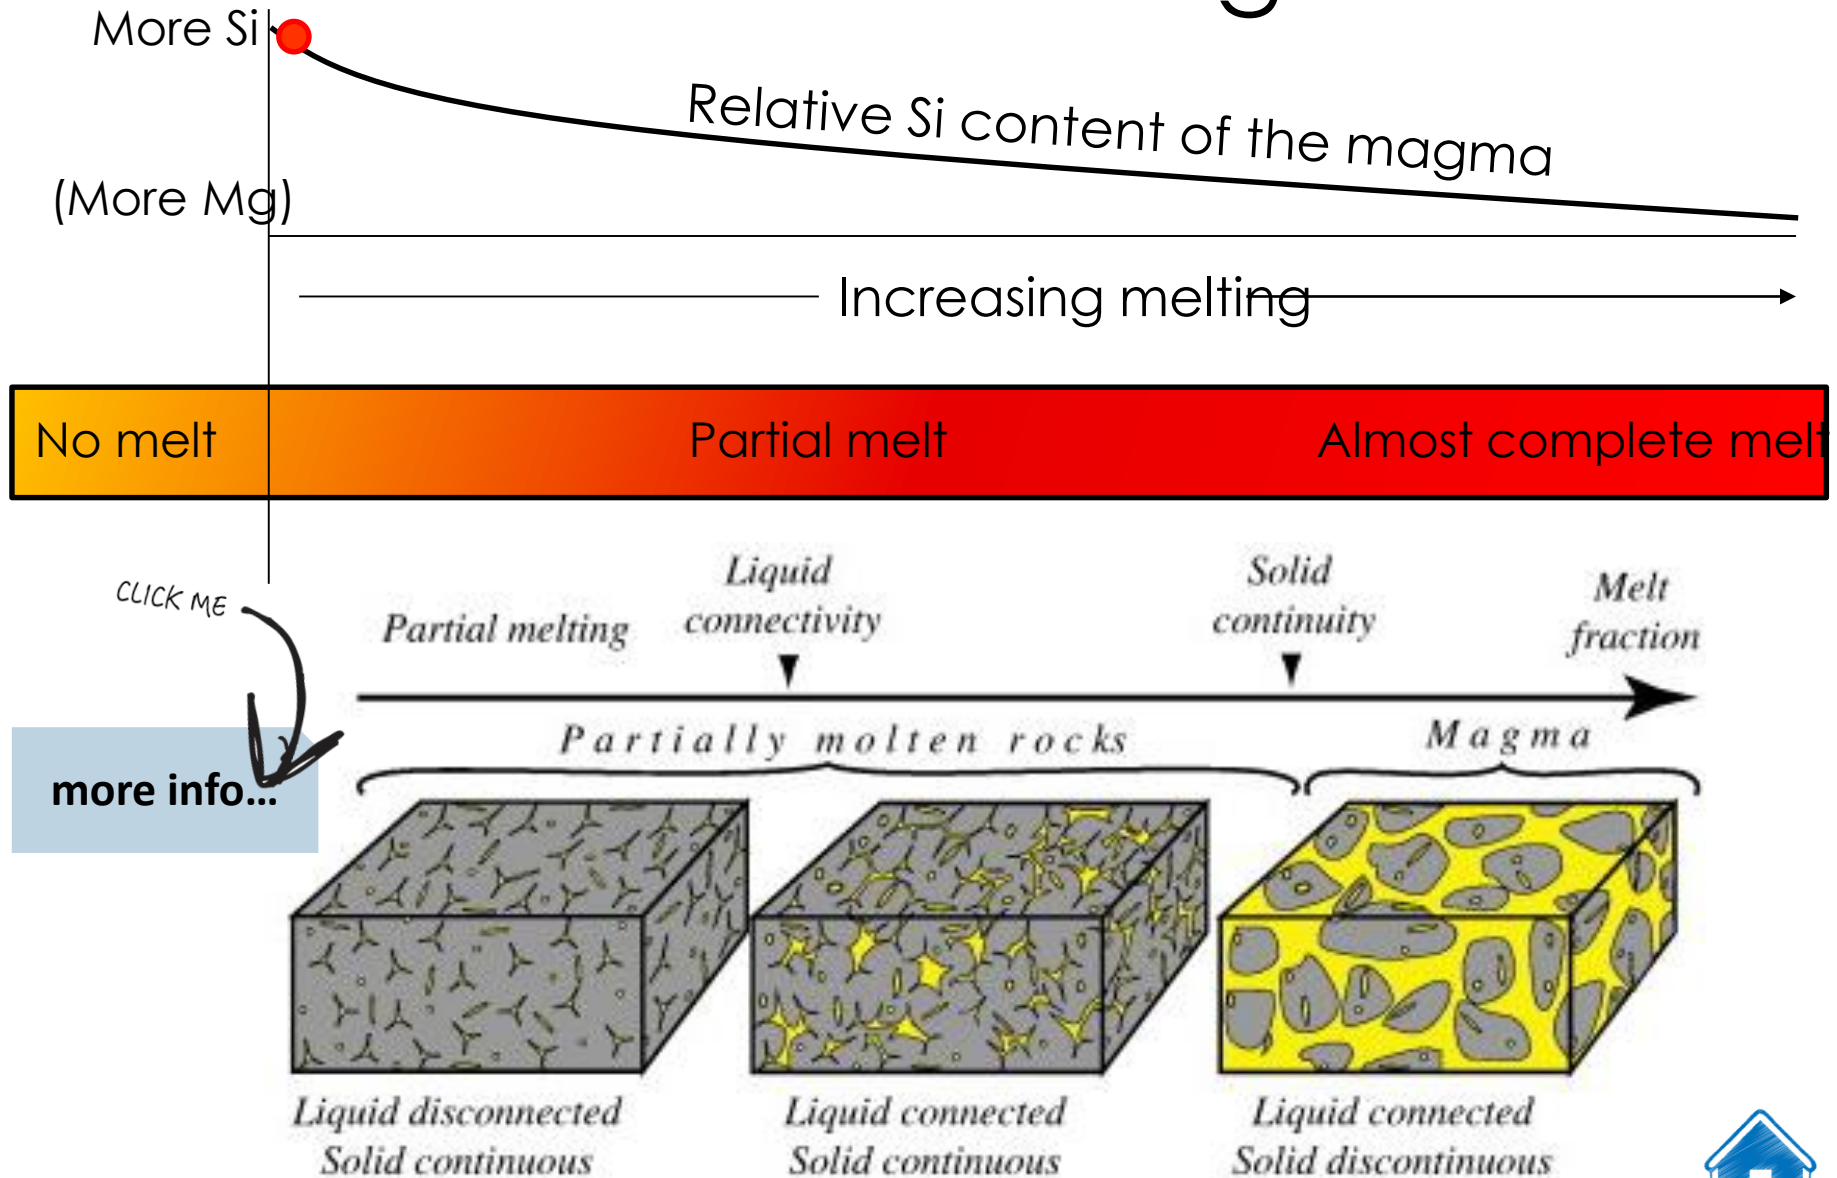 More Si
Relative Si content of the magma
(More Mg)
Increasing melting
No melt
Partial melt
Almost complete melt
CLICK ME
more info...
Partial melting
Liquid
connectivity
Solid
continuity
Melt
fraction
Partially molten rocks
Magma
Liquid disconnected
Solid continuous
Liquid connected
Solid continuous
Liquid connected
Solid discontinuous